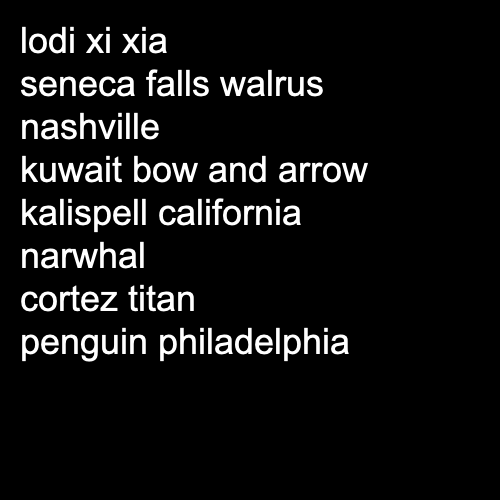 lodi xi xia
seneca falls walrus
nashville
kuwait bow and arrow
kalispell california
narwhal
cortez titan
penguin philadelphia